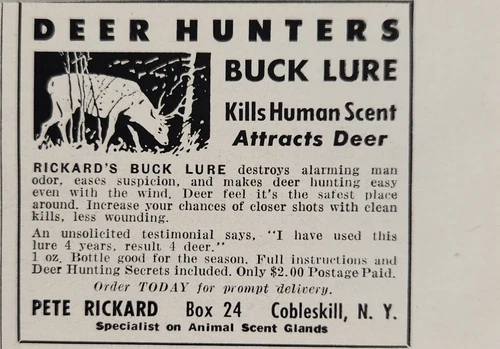 DEER HUNTERS
BUCK LURE
Kills Human Scent
Attracts Deer
RICKARD'S BUCK LURE destroys alarming man
odor, eases suspicion, and makes deer hunting easy
even with the wind. Deer feel it's the safest place
around. Increase your chances of closer shots with clean
kills, less wounding.
An unsolicited testimonial says, "I have used this
lure 4 years, result 4 deer."
1 oz. Bottle good for the season. Full instructions and
Deer Hunting Secrets included. Only $2.00 Postage Paid.
Order TODAY for prompt delivery.
PETE RICKARD Box 24 Cobleskill, N. Y.
Specialist on Animal Scent Glands